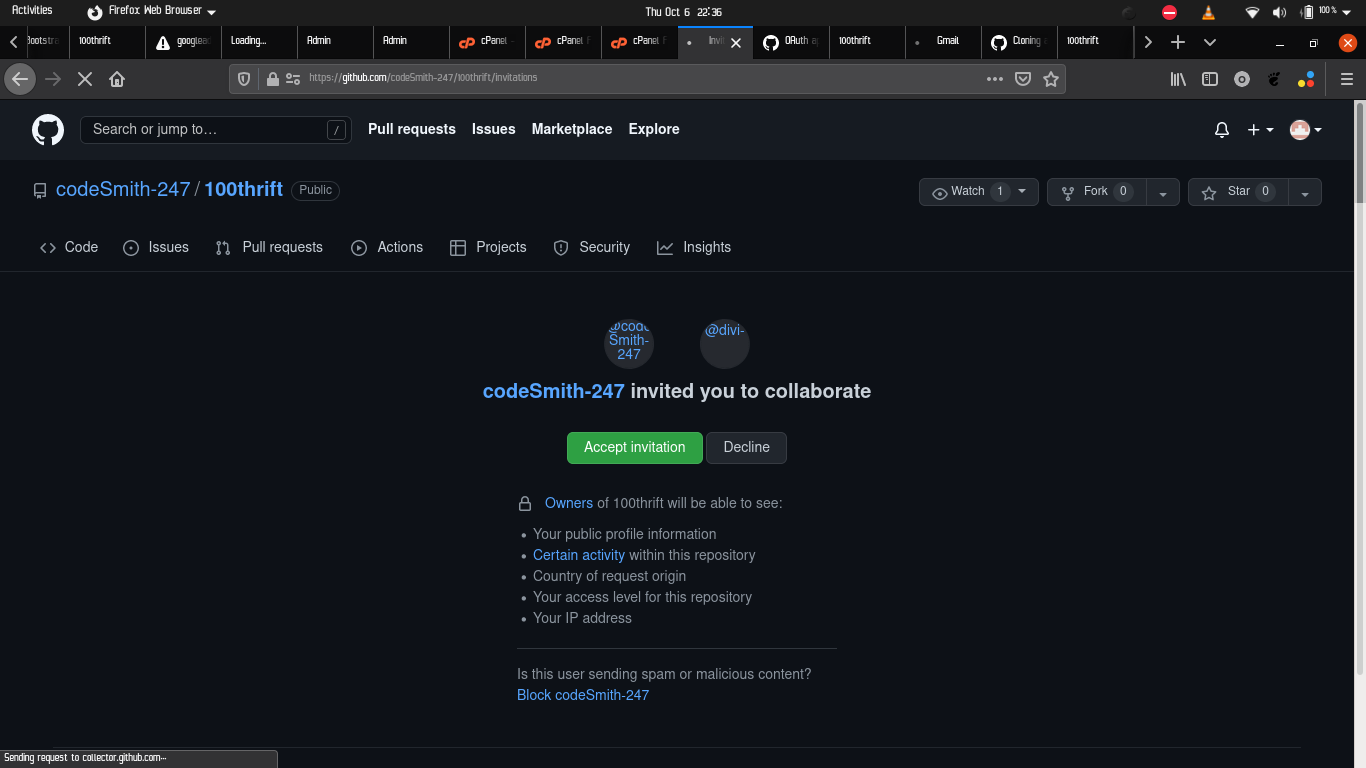 Activities
Firefox Web Browser
Thu Oct 6 22:36
100 %
Bootstra
100thrift
googlead
Loading...
Admin
Admin
cPanel -
cPanel F
cPanel F
Invi
OAuth ap
100thrift
Gmail
Cloning a
100thrift
https://github.com/codeSmith-247/100thrift/invitations
Search or jump to…
/
Pull requests
Issues
Marketplace
Explore
codeSmith-247 / 100thrift
Public
Watch 1
Fork 0
Star 0
Code
Issues
Pull requests
Actions
Projects
Security
Insights
@code
Smith-
247
@divi-
codeSmith-247 invited you to collaborate
Accept invitation
Decline
Owners of 100thrift will be able to see:
Your public profile information
Certain activity within this repository
Country of request origin
Your access level for this repository
Your IP address
Is this user sending spam or malicious content?
Block codeSmith-247
Sending request to collector.github.com…